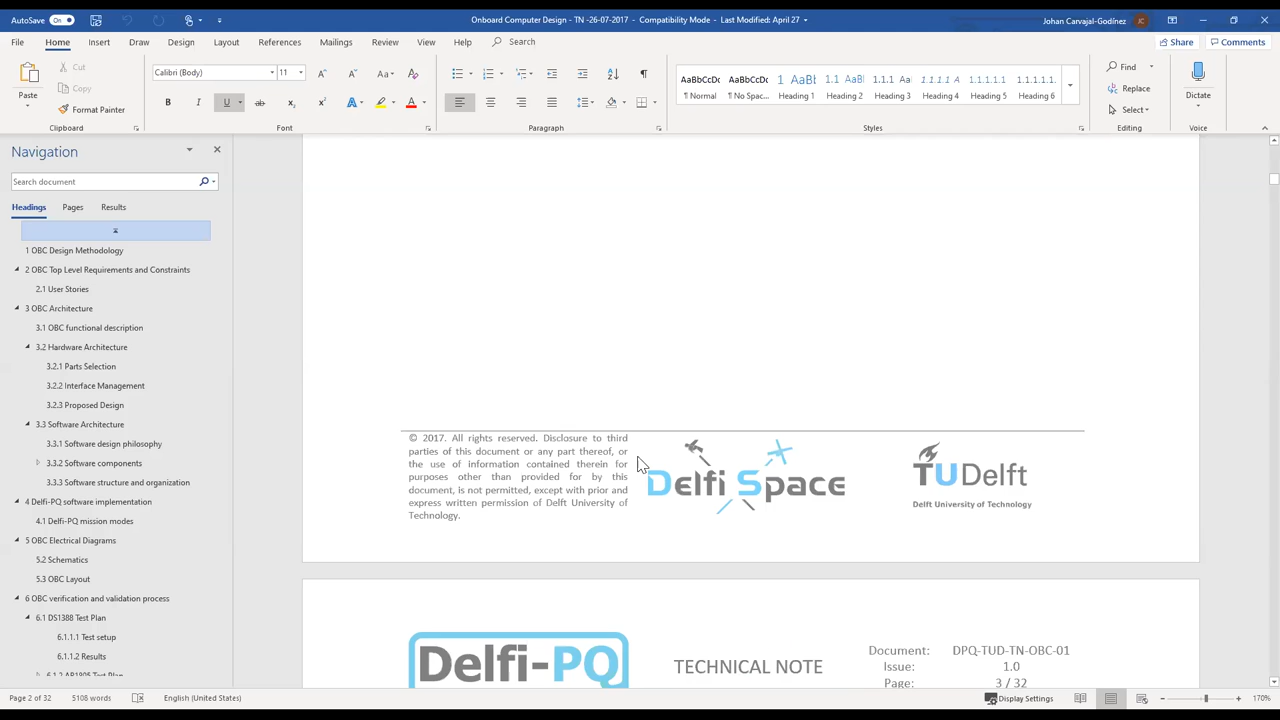 AutoSave On
Onboard Computer Design - TN -26-07-2017 - Compatibility Mode - Last Modified: April 27
Johan Carvajal-Godínez JC
File Home Insert Draw Design Layout References Mailings Review View Help Search
Share Comments
Paste
Cut
Copy
Format Painter
Clipboard
Calibri (Body) 11
Font
Paragraph
AaBbCcDc AaBbCcDc 1 AaBb( 1.1 AaBb 1.1.1 Aa 1.1.1.1 A 1.1.1.1.1 1.1.1.1.1.
¶ Normal ¶ No Spac... Heading 1 Heading 2 Heading 3 Heading 4 Heading 5 Heading 6
Styles
Find
Replace
Select
Editing
Dictate
Voice
Navigation
Search document
Headings Pages Results
1 OBC Design Methodology
2 OBC Top Level Requirements and Constraints
2.1 User Stories
3 OBC Architecture
3.1 OBC functional description
3.2 Hardware Architecture
3.2.1 Parts Selection
3.2.2 Interface Management
3.2.3 Proposed Design
3.3 Software Architecture
3.3.1 Software design philosophy
3.3.2 Software components
3.3.3 Software structure and organization
4 Delfi-PQ software implementation
4.1 Delfi-PQ mission modes
5 OBC Electrical Diagrams
5.2 Schematics
5.3 OBC Layout
6 OBC verification and validation process
6.1 DS1388 Test Plan
6.1.1.1 Test setup
6.1.1.2 Results
© 2017. All rights reserved. Disclosure to third
parties of this document or any part thereof, or
the use of information contained therein for
purposes other than provided for by this
document, is not permitted, except with prior and
express written permission of Delft University of
Technology.
Delfi Space
TUDelft
Delft University of Technology
Delfi-PQ
TECHNICAL NOTE
Document: DPQ-TUD-TN-OBC-01
Issue: 1.0
Page: 3 / 32
Page 2 of 32 5108 words English (United States)
Display Settings
170%